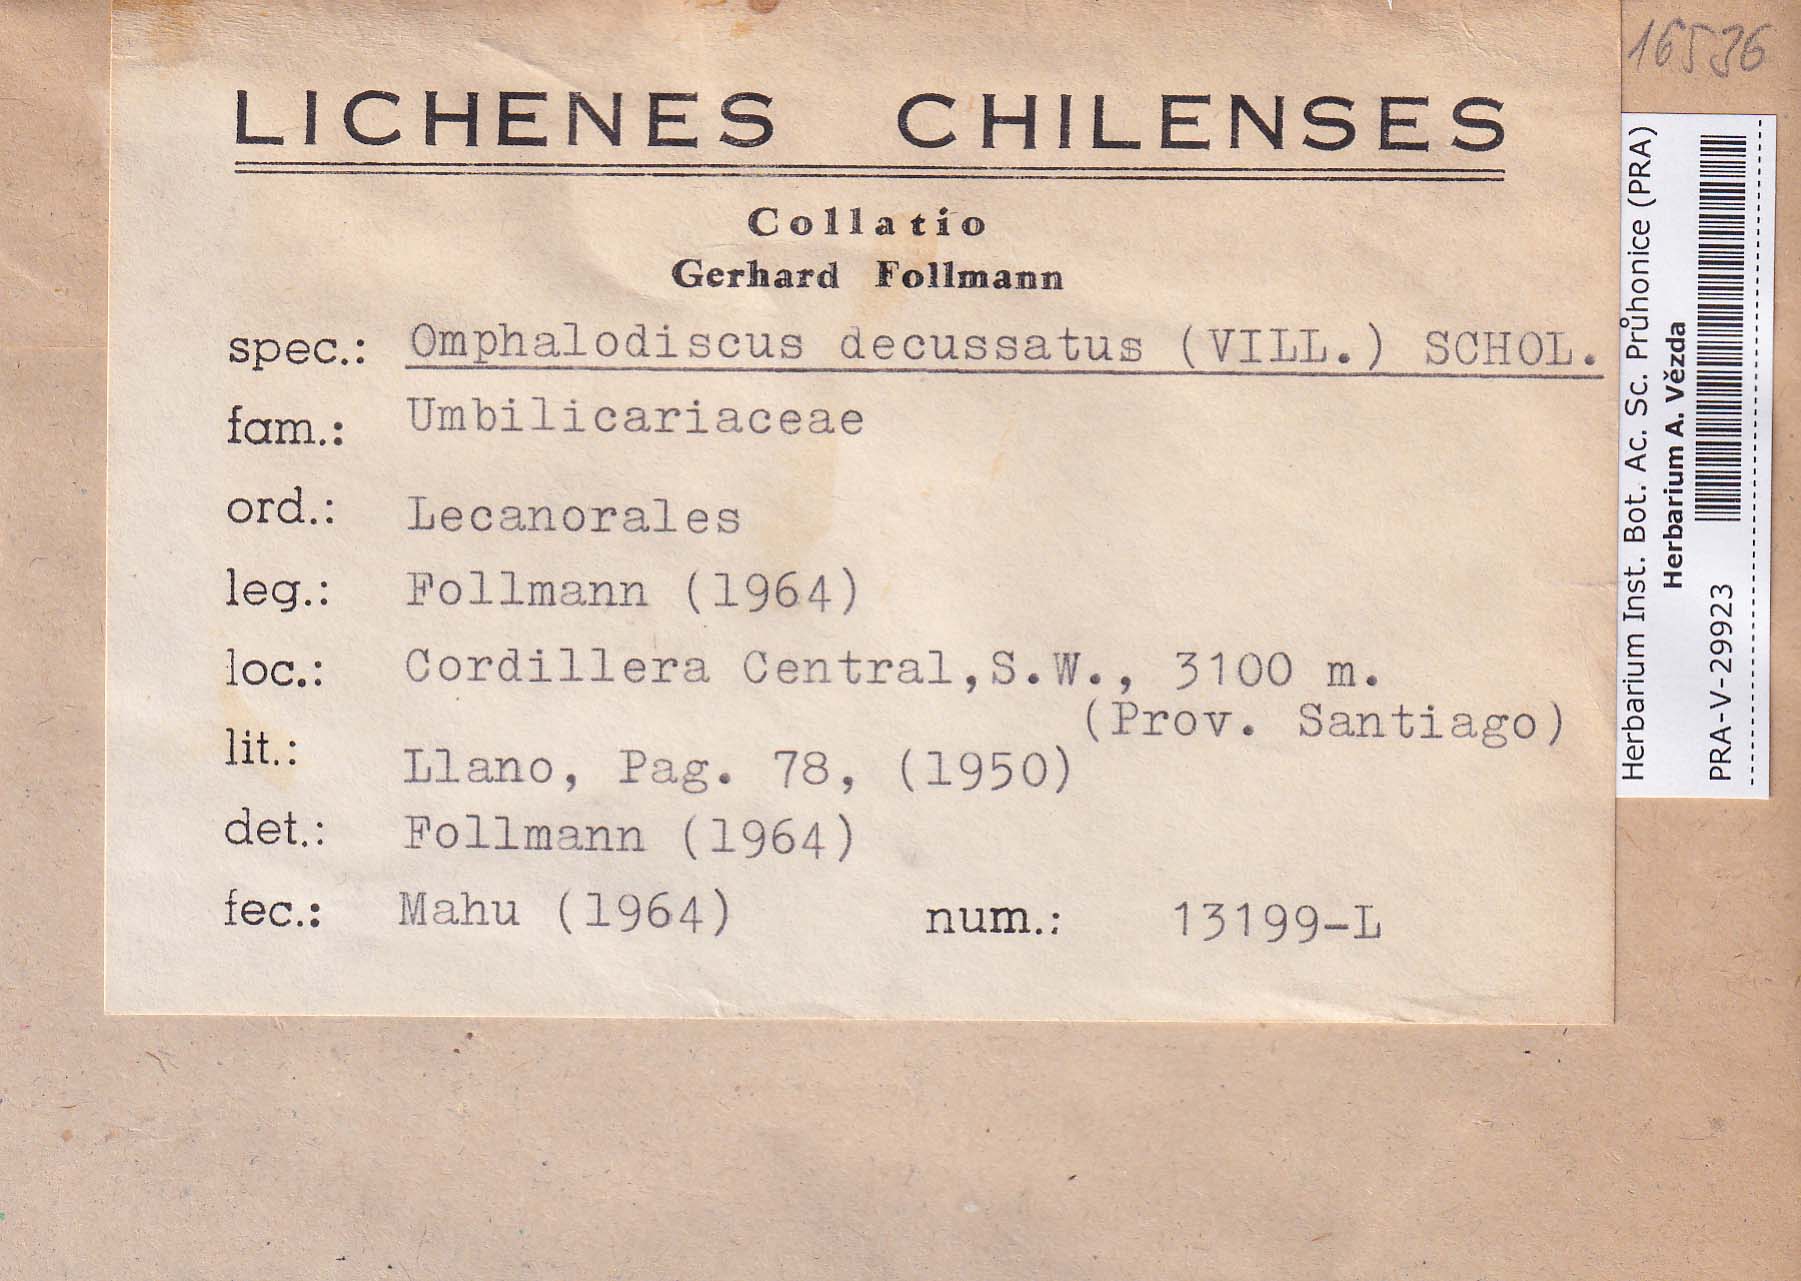 LICHENES CHILENSES
Collatio
Gerhard Follmann
spec.: Omphalodiscus decussatus (VILL.) SCHOL.
fam.: Umbilicariaceae
ord.: Lecanorales
leg.: Follmann (1964)
loc.: Cordillera Central,S.W., 3100 m.
(Prov. Santiago)
lit.: Llano, Pag. 78, (1950)
det.: Follmann (1964)
fec.: Mahu (1964) num.: 13199-L
16536
Herbarium Inst. Bot. Ac. Sc. Průhonice (PRA)
Herbarium A. Vězda
PRA-V-29923